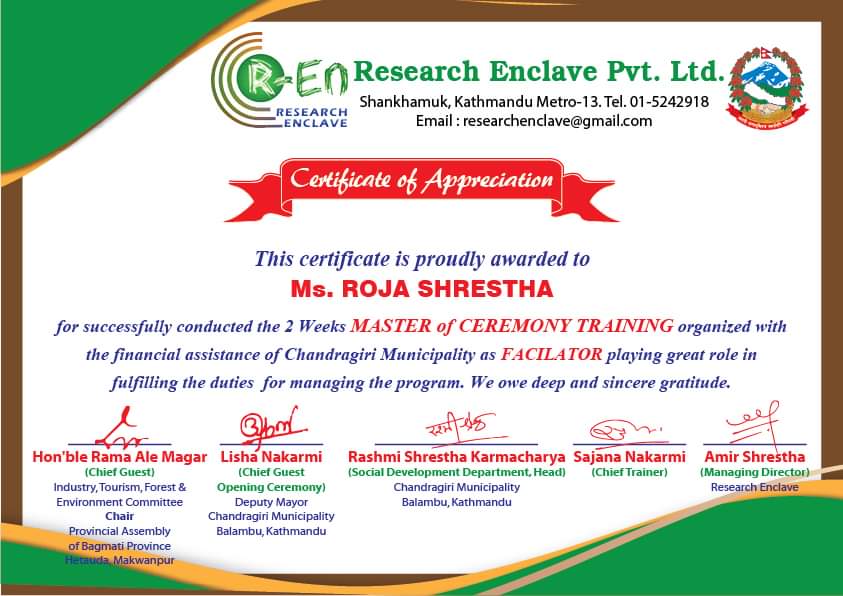 R-En
RESEARCH
ENCLAVE
Research Enclave Pvt. Ltd.
Shankhamuk, Kathmandu Metro-13. Tel. 01-5242918
Email : researchenclave@gmail.com
Certificate of Appreciation
This certificate is proudly awarded to
Ms. ROJA SHRESTHA
for successfully conducted the 2 Weeks MASTER of CEREMONY TRAINING organized with
the financial assistance of Chandragiri Municipality as FACILATOR playing great role in
fulfilling the duties for managing the program. We owe deep and sincere gratitude.
Hon'ble Rama Ale Magar
(Chief Guest)
Industry, Tourism, Forest &
Environment Committee
Chair
Provincial Assembly
of Bagmati Province
Hetauda, Makwanpur
Lisha Nakarmi
(Chief Guest
Opening Ceremony)
Deputy Mayor
Chandragiri Municipality
Balambu, Kathmandu
Rashmi Shrestha Karmacharya
(Social Development Department, Head)
Chandragiri Municipality
Balambu, Kathmandu
Sajana Nakarmi
(Chief Trainer)
Amir Shrestha
(Managing Director)
Research Enclave